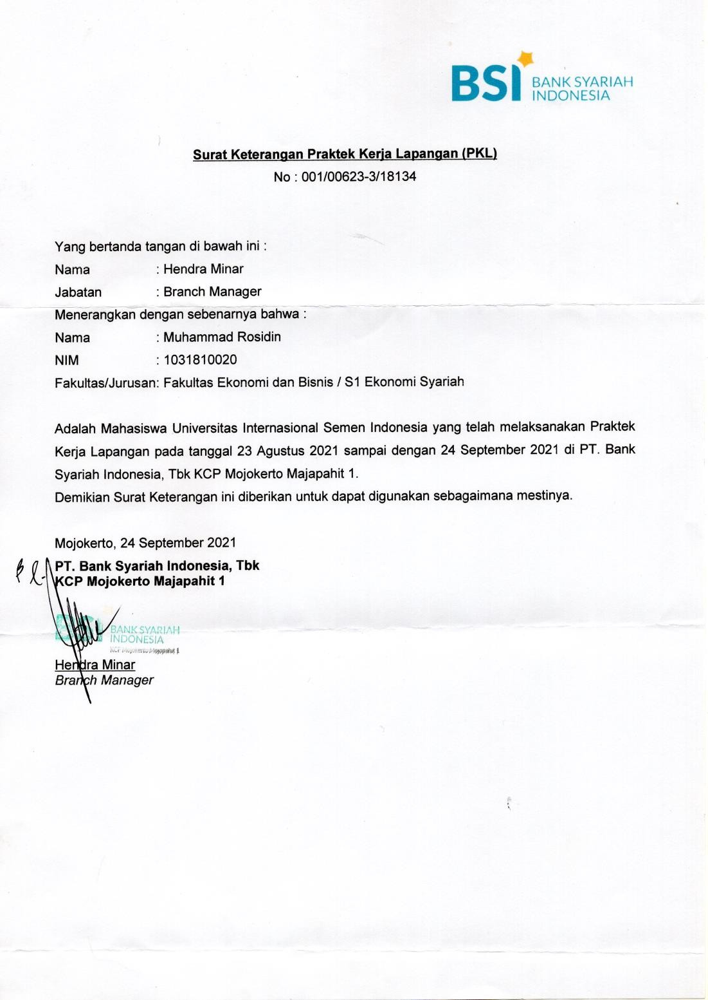 BSI BANK SYARIAH
INDONESIA
Surat Keterangan Praktek Kerja Lapangan (PKL)
No : 001/00623-3/18134
Yang bertanda tangan di bawah ini :
Nama : Hendra Minar
Jabatan : Branch Manager
Menerangkan dengan sebenarnya bahwa :
Nama : Muhammad Rosidin
NIM : 1031810020
Fakultas/Jurusan: Fakultas Ekonomi dan Bisnis / S1 Ekonomi Syariah
Adalah Mahasiswa Universitas Internasional Semen Indonesia yang telah melaksanakan Praktek
Kerja Lapangan pada tanggal 23 Agustus 2021 sampai dengan 24 September 2021 di PT. Bank
Syariah Indonesia, Tbk KCP Mojokerto Majapahit 1.
Demikian Surat Keterangan ini diberikan untuk dapat digunakan sebagaimana mestinya.
Mojokerto, 24 September 2021
PT. Bank Syariah Indonesia, Tbk
KCP Mojokerto Majapahit 1
BSI BANK SYARIAH
INDONESIA
KCP Mojokerto Mojopahit 1
Hendra Minar
Branch Manager